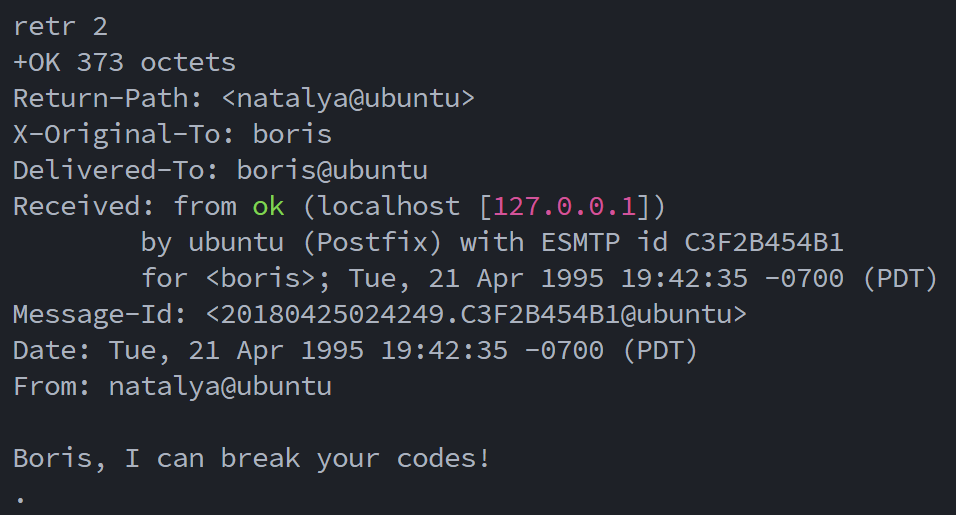 retr 2
+OK 373 octets
Return-Path: <natalya@ubuntu>
X-Original-To: boris
Delivered-To: boris@ubuntu
Received: from ok (localhost [127.0.0.1])
        by ubuntu (Postfix) with ESMTP id C3F2B454B1
        for <boris>; Tue, 21 Apr 1995 19:42:35 -0700 (PDT)
Message-Id: <20180425024249.C3F2B454B1@ubuntu>
Date: Tue, 21 Apr 1995 19:42:35 -0700 (PDT)
From: natalya@ubuntu

Boris, I can break your codes!
.